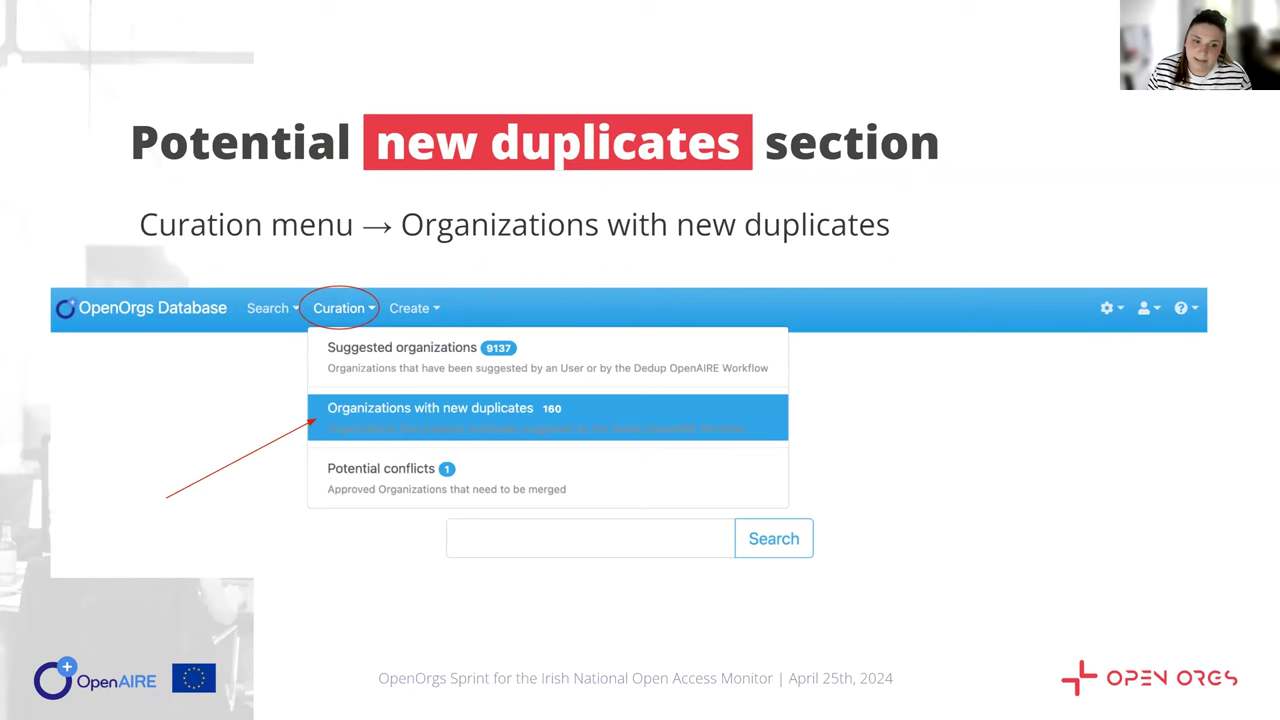 Potential new duplicates section
Curation menu → Organizations with new duplicates
OpenOrgs Database Search Curation Create
Suggested organizations 9137
Organizations that have been suggested by an User or by the Dedup OpenAIRE Workflow
Organizations with new duplicates 160
Potential conflicts 1
Approved Organizations that need to be merged
Search
OpenAIRE
OpenOrgs Sprint for the Irish National Open Access Monitor | April 25th, 2024
OPEN ORGS